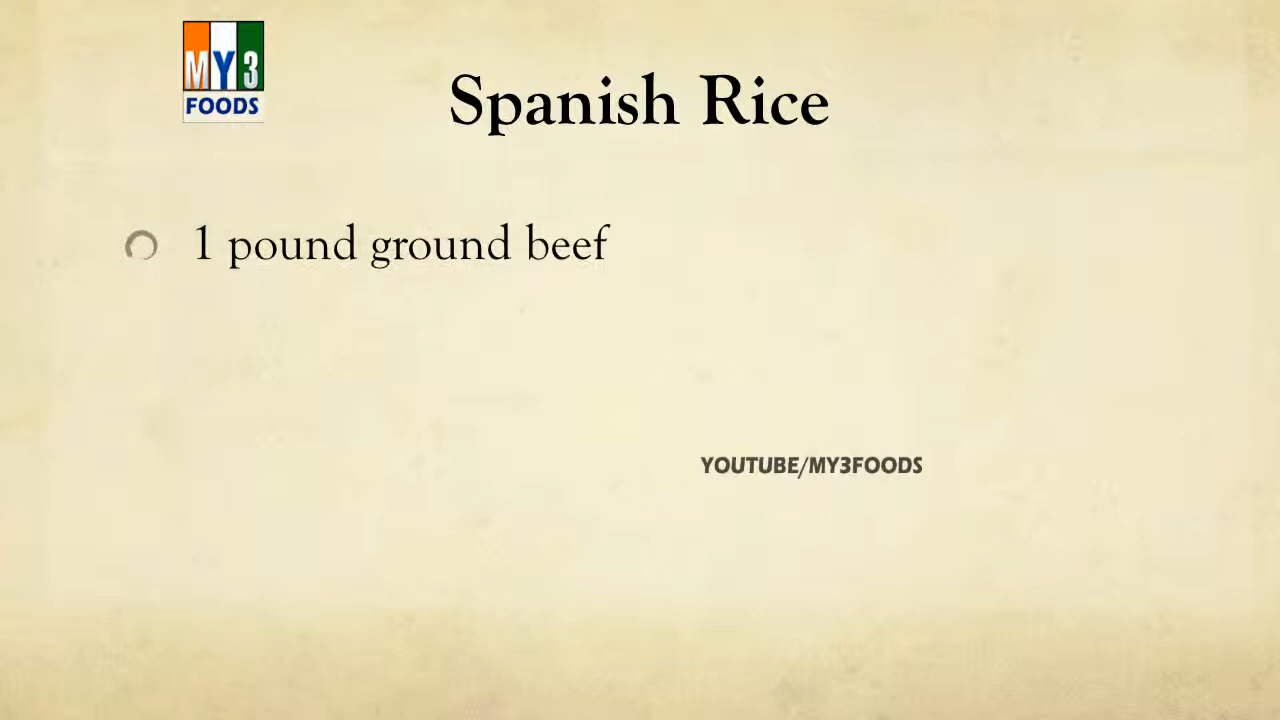 MY3
FOODS
Spanish Rice
1 pound ground beef
YOUTUBE/MY3FOODS